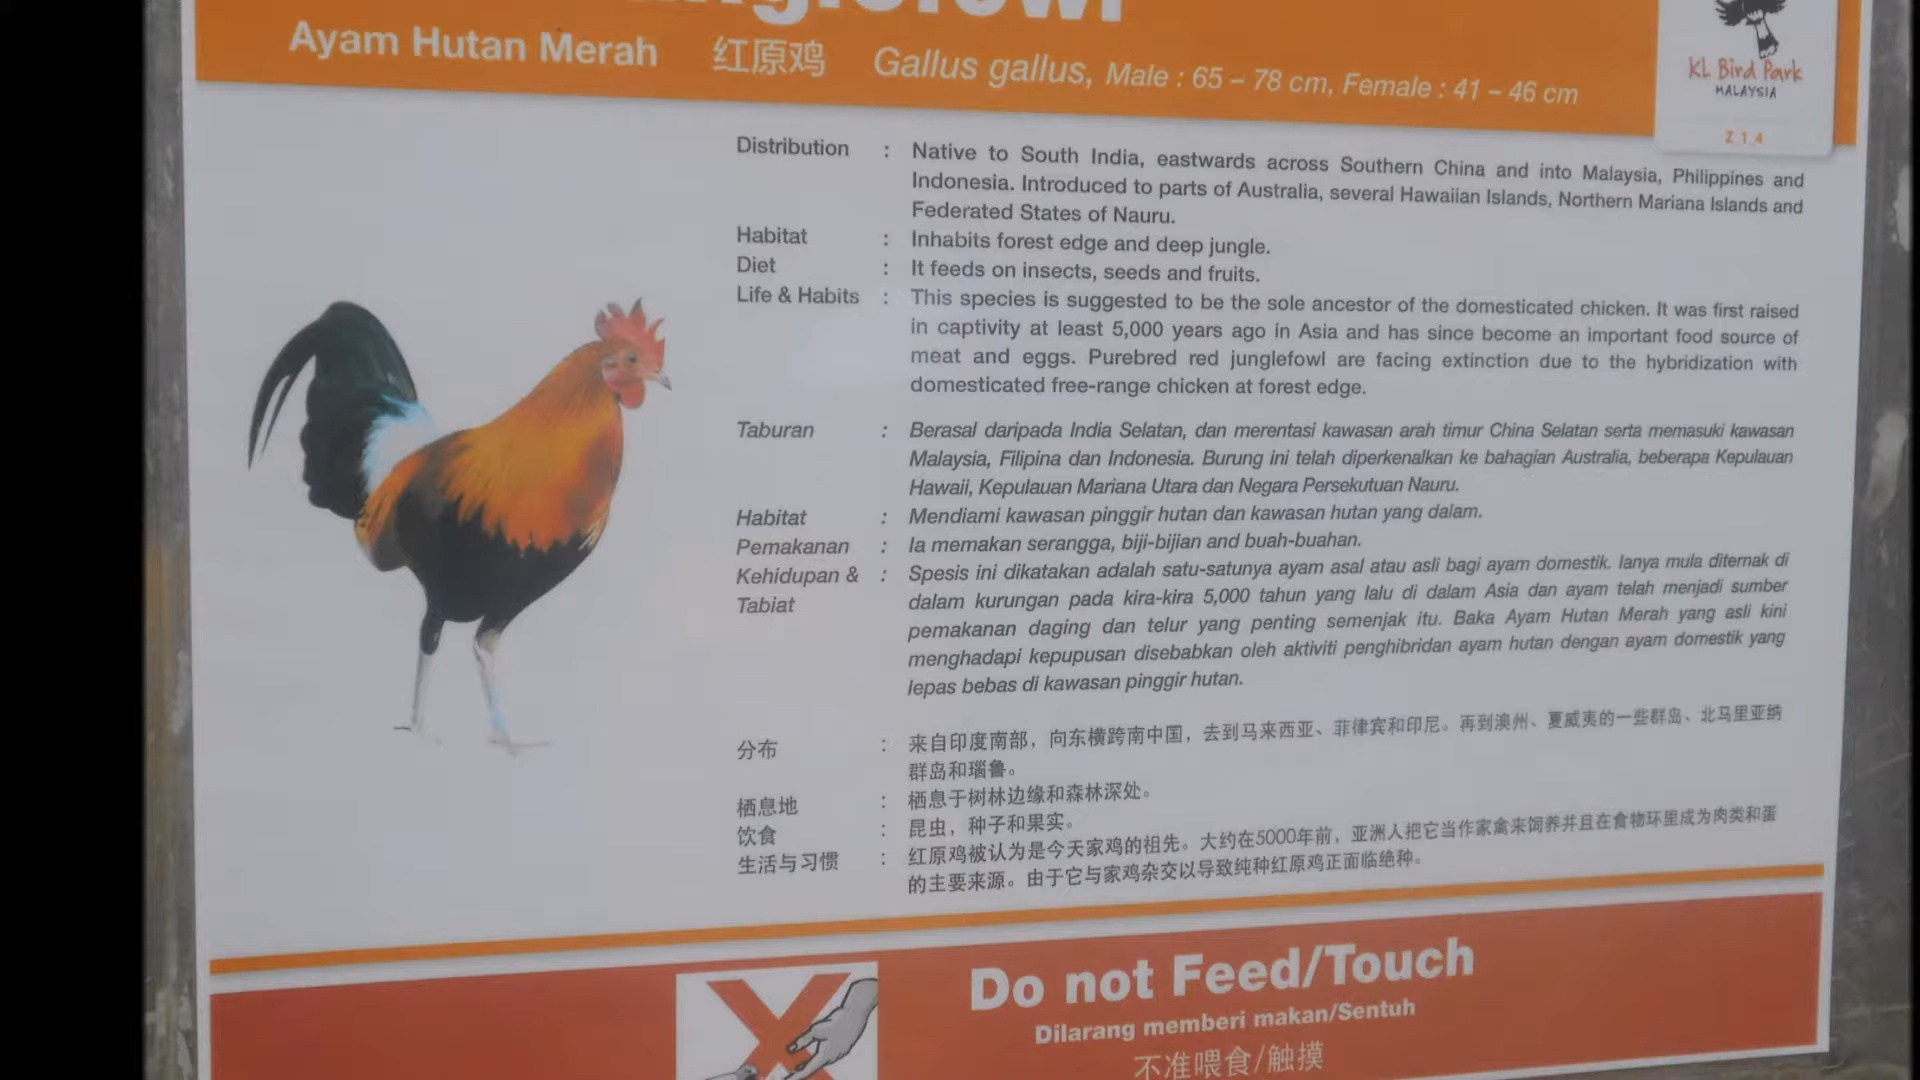 Ayam Hutan Merah 红原鸡 Gallus gallus, Male : 65 – 78 cm, Female : 41 – 46 cm
KL Bird Park
MALAYSIA
Z 1 4
Distribution : Native to South India, eastwards across Southern China and into Malaysia, Philippines and
Indonesia. Introduced to parts of Australia, several Hawaiian Islands, Northern Mariana Islands and
Federated States of Nauru.
Habitat : Inhabits forest edge and deep jungle.
Diet : It feeds on insects, seeds and fruits.
Life & Habits : This species is suggested to be the sole ancestor of the domesticated chicken. It was first raised
in captivity at least 5,000 years ago in Asia and has since become an important food source of
meat and eggs. Purebred red junglefowl are facing extinction due to the hybridization with
domesticated free-range chicken at forest edge.
Taburan : Berasal daripada India Selatan, dan merentasi kawasan arah timur China Selatan serta memasuki kawasan
Malaysia, Filipina dan Indonesia. Burung ini telah diperkenalkan ke bahagian Australia, beberapa Kepulauan
Hawaii, Kepulauan Mariana Utara dan Negara Persekutuan Nauru.
Habitat : Mendiami kawasan pinggir hutan dan kawasan hutan yang dalam.
Pemakanan : Ia memakan serangga, biji-bijian and buah-buahan.
Kehidupan & : Spesis ini dikatakan adalah satu-satunya ayam asal atau asli bagi ayam domestik. Ianya mula diternak di
Tabiat dalam kurungan pada kira-kira 5,000 tahun yang lalu di dalam Asia dan ayam telah menjadi sumber
pemakanan daging dan telur yang penting semenjak itu. Baka Ayam Hutan Merah yang asli kini
menghadapi kepupusan disebabkan oleh aktiviti penghibridan ayam hutan dengan ayam domestik yang
lepas bebas di kawasan pinggir hutan.
分布 : 来自印度南部，向东横跨南中国，去到马来西亚、菲律宾和印尼。再到澳州、夏威夷的一些群岛、北马里亚纳
群岛和瑙鲁。
栖息地 : 栖息于树林边缘和森林深处。
饮食 : 昆虫，种子和果实。
生活与习惯 : 红原鸡被认为是今天家鸡的祖先。大约在5000年前，亚洲人把它当作家禽来饲养并且在食物环里成为肉类和蛋
的主要来源。由于它与家鸡杂交以导致纯种红原鸡正面临绝种。
Do not Feed/Touch
Dilarang memberi makan/Sentuh
不准喂食/触摸